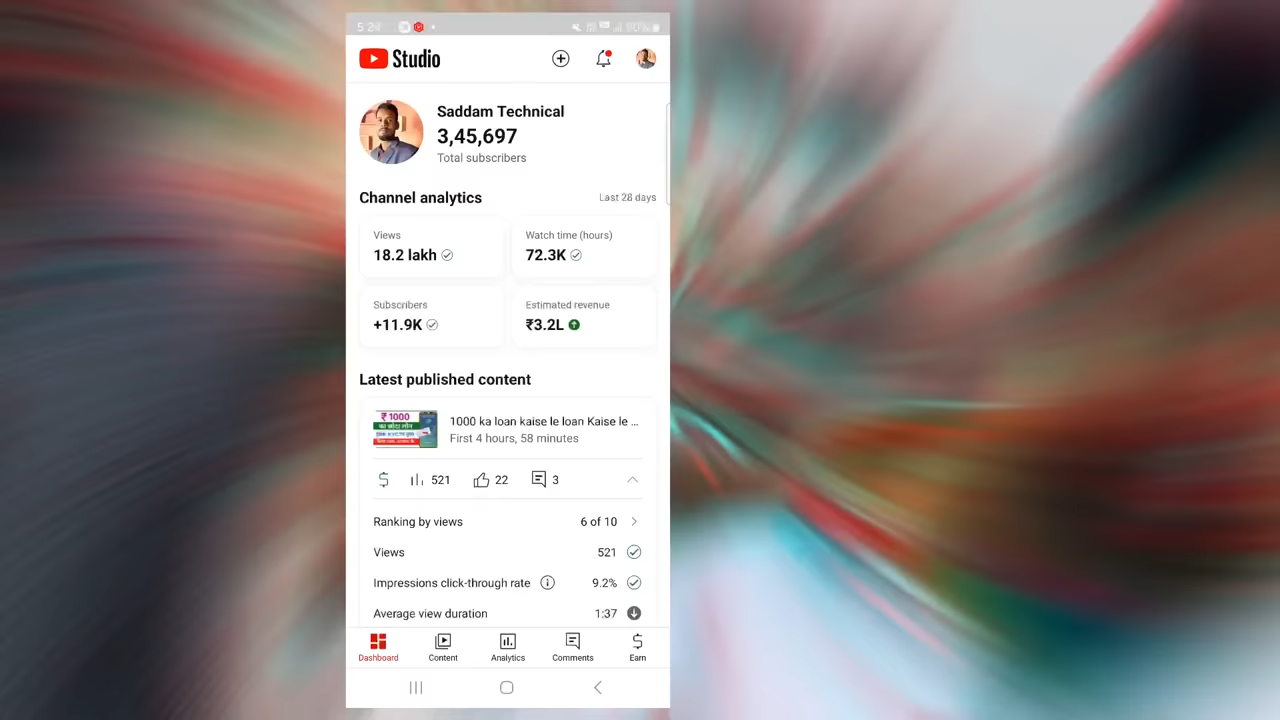 Studio
Saddam Technical
3,45,697
Total subscribers
Channel analytics
Last 28 days
Views
18.2 lakh
Watch time (hours)
72.3K
Subscribers
+11.9K
Estimated revenue
₹3.2L
Latest published content
₹ 1000
1000 ka loan kaise le loan Kaise le ...
First 4 hours, 58 minutes
521
22
3
Ranking by views
6 of 10
Views
521
Impressions click-through rate
9.2%
Average view duration
1:37
Dashboard
Content
Analytics
Comments
Earn